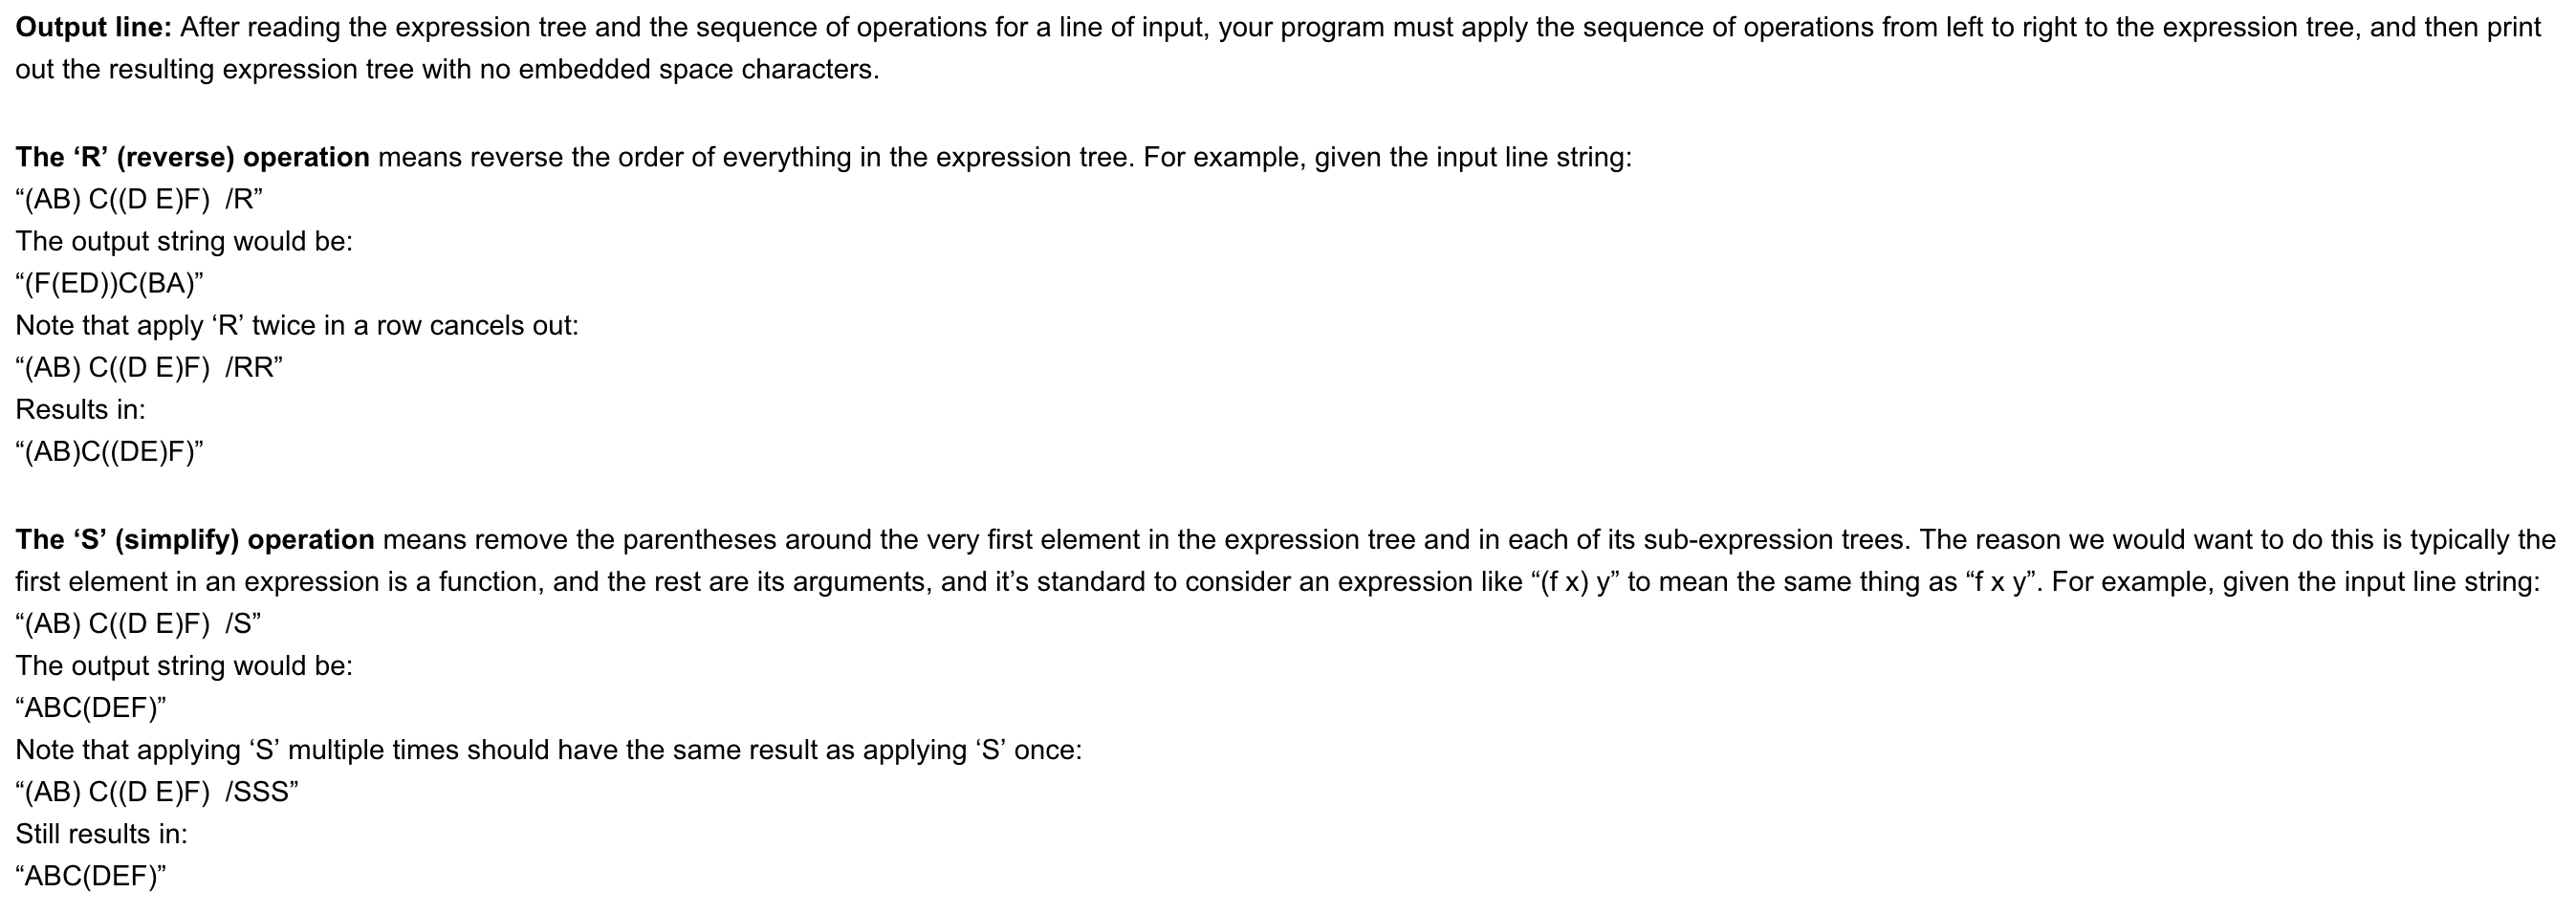 Output line: After reading the expression tree and the sequence of operations for a line of input, your program must apply the sequence of operations from left to right to the expression tree, and then print
out the resulting expression tree with no embedded space characters.
The ‘R’ (reverse) operation means reverse the order of everything in the expression tree. For example, given the input line string:
“(AB) C((D E)F)  /R”
The output string would be:
“(F(ED))C(BA)”
Note that apply ‘R’ twice in a row cancels out:
“(AB) C((D E)F)  /RR”
Results in:
“(AB)C((DE)F)”
The ‘S’ (simplify) operation means remove the parentheses around the very first element in the expression tree and in each of its sub-expression trees. The reason we would want to do this is typically the
first element in an expression is a function, and the rest are its arguments, and it’s standard to consider an expression like “(f x) y” to mean the same thing as “f x y”. For example, given the input line string:
“(AB) C((D E)F)  /S”
The output string would be:
“ABC(DEF)”
Note that applying ‘S’ multiple times should have the same result as applying ‘S’ once:
“(AB) C((D E)F)  /SSS”
Still results in:
“ABC(DEF)”